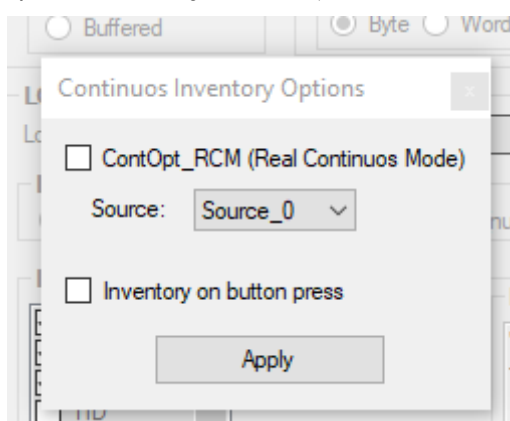 Buffered
Byte
Word
Continuos Inventory Options
x
ContOpt_RCM (Real Continuos Mode)
Source: Source_0
Inventory on button press
Apply